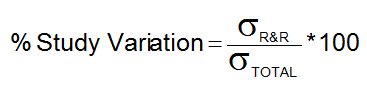 % Study Variation = σR&R / σTOTAL * 100